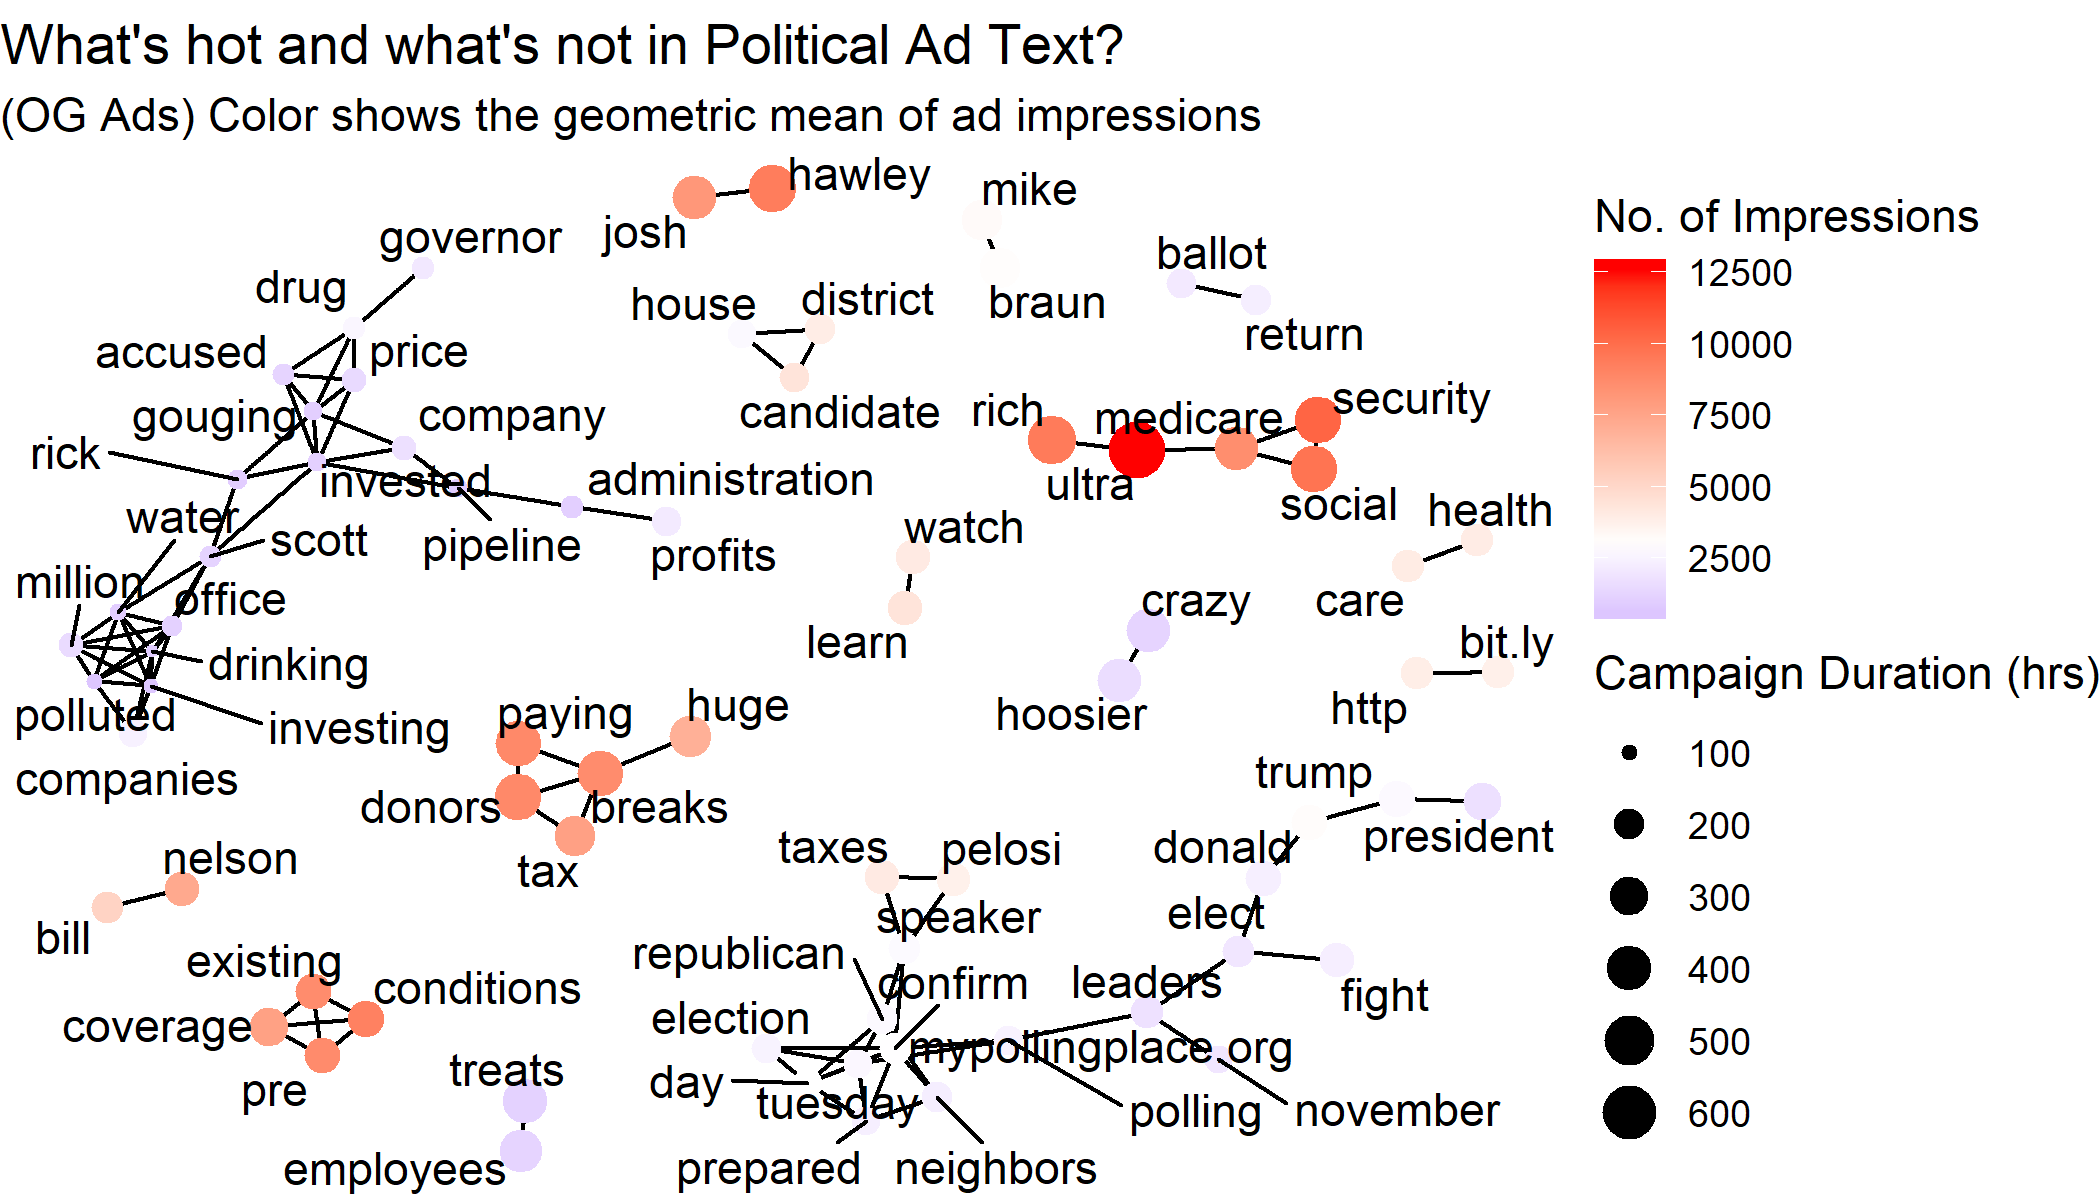 What's hot and what's not in Political Ad Text?
(OG Ads) Color shows the geometric mean of ad impressions
hawley
josh
mike
braun
governor
drug
accused
price
gouging
company
rick
invested
administration
water
scott
pipeline
profits
million
office
drinking
polluted
investing
companies
house
district
candidate
ballot
return
rich
medicare
security
ultra
social
health
care
watch
learn
crazy
hoosier
bit.ly
http
paying
huge
donors
breaks
tax
nelson
bill
existing
conditions
coverage
pre
treats
employees
taxes
pelosi
speaker
republican
confirm
election
mypollingplace.org
day
tuesday
prepared
neighbors
polling
november
leaders
elect
fight
donald
trump
president
No. of Impressions
12500
10000
7500
5000
2500
Campaign Duration (hrs)
100
200
300
400
500
600